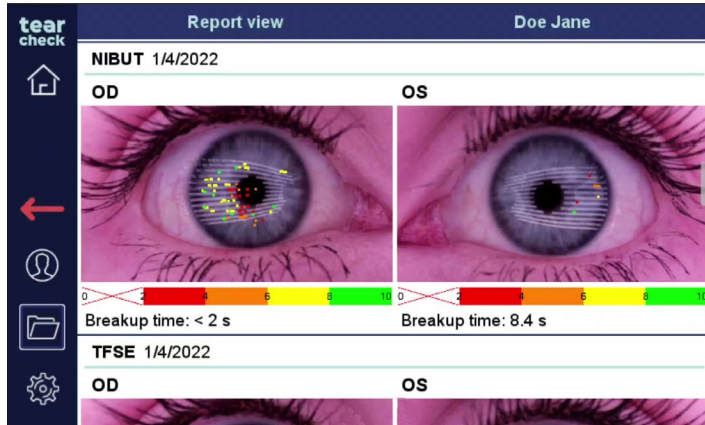 tear
check
Report view
Doe Jane
NIBUT 1/4/2022
OD
OS
0 2 4 6 8 10
0 2 4 6 8 10
Breakup time: < 2 s
Breakup time: 8.4 s
TFSE 1/4/2022
OD
OS